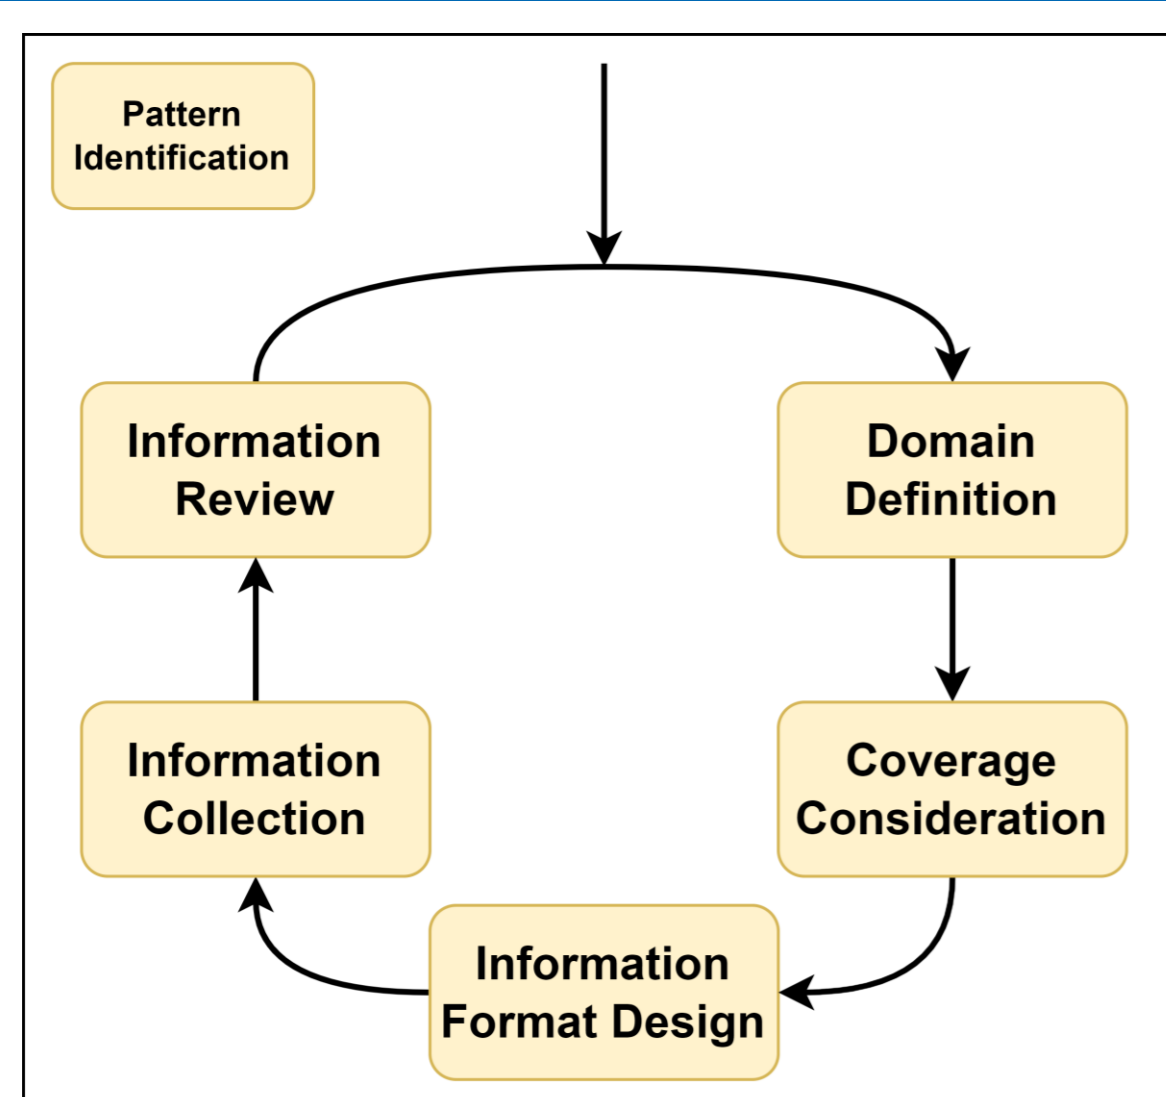 Pattern
Identification
Information
Review
Domain
Definition
Information
Collection
Coverage
Consideration
Information
Format Design